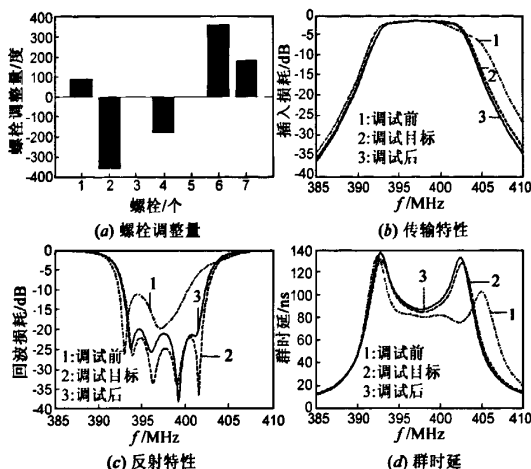 螺栓调整量/度
400
300
200
100
0
-100
-200
-300
-400
1 2 3 4 5 6 7
螺栓/个
(a) 螺栓调整量
插入损耗/dB
0
-5
-10
-15
-20
-25
-30
-35
-40
1
2
3
1:调试前
2:调试目标
3:调试后
385 390 395 400 405 410
f/MHz
(b) 传输特性
回波损耗/dB
0
-5
-10
-15
-20
-25
-30
-35
-40
1
3
2
1:调试前
2:调试目标
3:调试后
390 400 410
f/MHz
(c) 反射特性
群时延/ns
140
120
100
80
60
40
20
0
3
2
1
1:调试前
2:调试目标
3:调试后
385 390 395 400 405 410
f/MHz
(d) 群时延